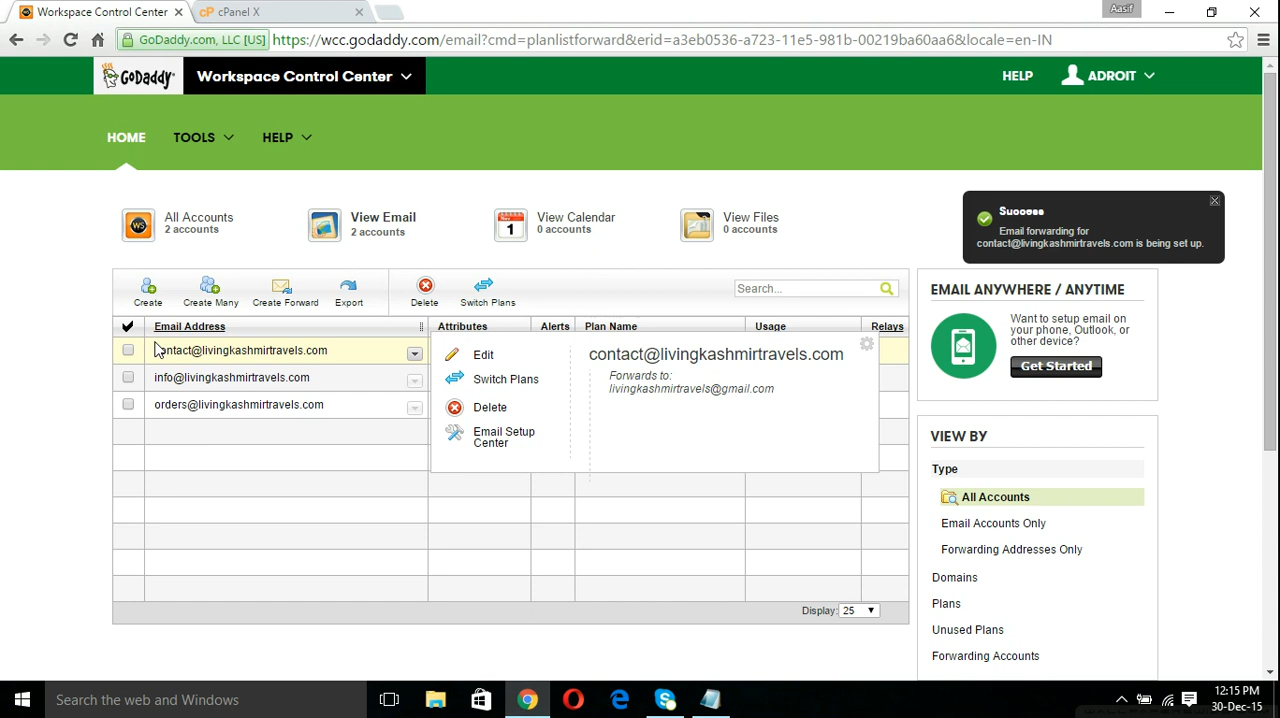 Workspace Control Center
cPanel X
Aasif
GoDaddy.com, LLC [US]
https://wcc.godaddy.com/email?cmd=planlistforward&erid=a3eb0536-a723-11e5-981b-00219ba60aa6&locale=en-IN
GoDaddy
Workspace Control Center
HELP
ADROIT
HOME
TOOLS
HELP
WS
All Accounts
2 accounts
View Email
2 accounts
1
View Calendar
0 accounts
View Files
0 accounts
Success
Email forwarding for
contact@livingkashmirtravels.com is being set up.
Create
Create Many
Create Forward
Export
Delete
Switch Plans
Search...
Email Address
Attributes
Alerts
Plan Name
Usage
Relays
contact@livingkashmirtravels.com
info@livingkashmirtravels.com
orders@livingkashmirtravels.com
Edit
Switch Plans
Delete
Email Setup
Center
contact@livingkashmirtravels.com
Forwards to:
livingkashmirtravels@gmail.com
Display: 25
EMAIL ANYWHERE / ANYTIME
Want to setup email on
your phone, Outlook, or
other device?
Get Started
VIEW BY
Type
All Accounts
Email Accounts Only
Forwarding Addresses Only
Domains
Plans
Unused Plans
Forwarding Accounts
Search the web and Windows
12:15 PM
30-Dec-15